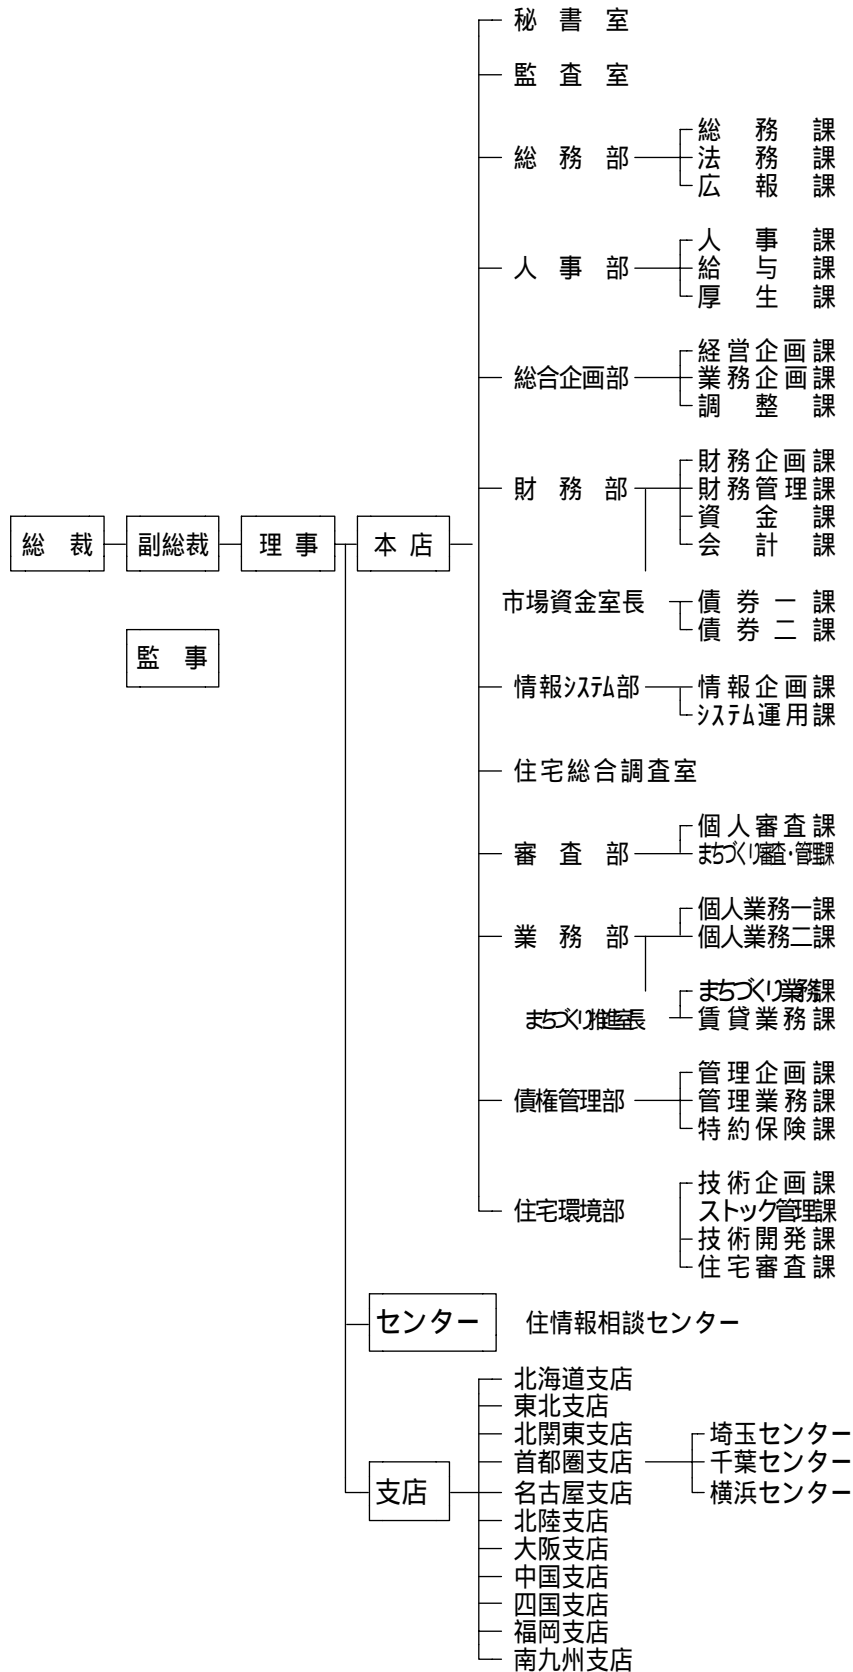 秘書室
監査室
総務部
総務課
法務課
広報課
人事部
人事課
給与課
厚生課
総合企画部
経営企画課
業務企画課
調整課
財務部
財務企画課
財務管理課
資金課
会計課
総裁
副総裁
理事
本店
市場資金室長
債券一課
債券二課
監事
情報ｼｽﾃﾑ部
情報企画課
ｼｽﾃﾑ運用課
住宅総合調査室
審査部
個人審査課
まちづくり審査・管理課
業務部
個人業務一課
個人業務二課
まちづくり推進室長
まちづくり業務課
賃貸業務課
債権管理部
管理企画課
管理業務課
特約保険課
住宅環境部
技術企画課
ストック管理課
技術開発課
住宅審査課
センター
住情報相談センター
支店
北海道支店
東北支店
北関東支店
首都圏支店
埼玉センター
千葉センター
横浜センター
名古屋支店
北陸支店
大阪支店
中国支店
四国支店
福岡支店
南九州支店